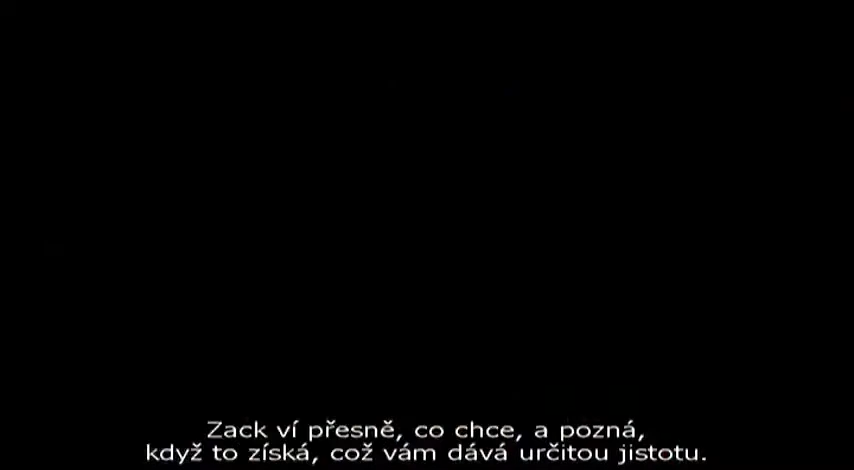 Zack ví přesně, co chce, a pozná,
když to získá, což vám dává určitou jistotu.